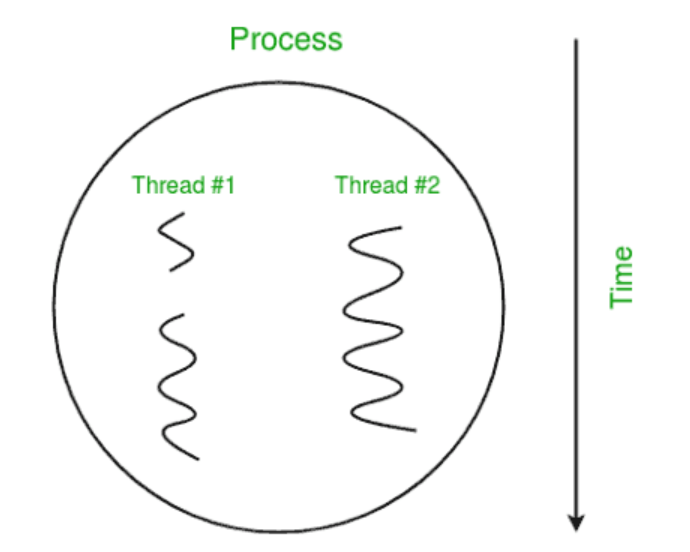 Process
Thread #1
Thread #2
Time